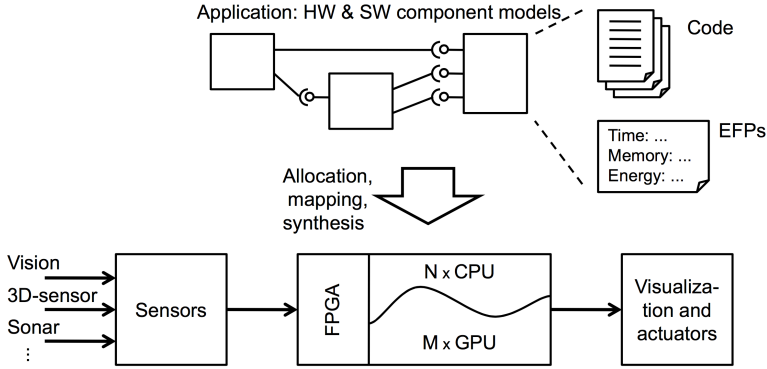 Application: HW & SW component models
Code
EFPs
Time: ...
Memory: ...
Energy: ...
Allocation,
mapping,
synthesis
Vision
3D-sensor
Sonar
...
Sensors
FPGA
N x CPU
M x GPU
Visualiza-
tion and
actuators